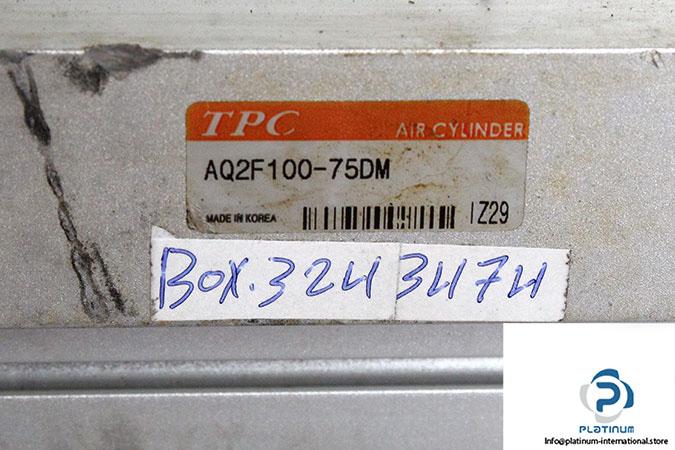 TPC AIR CYLINDER
AQ2F100-75DM
MADE IN KOREA IZ29
BOX.324 3474
PLATINUM
Info@platinum-international.store